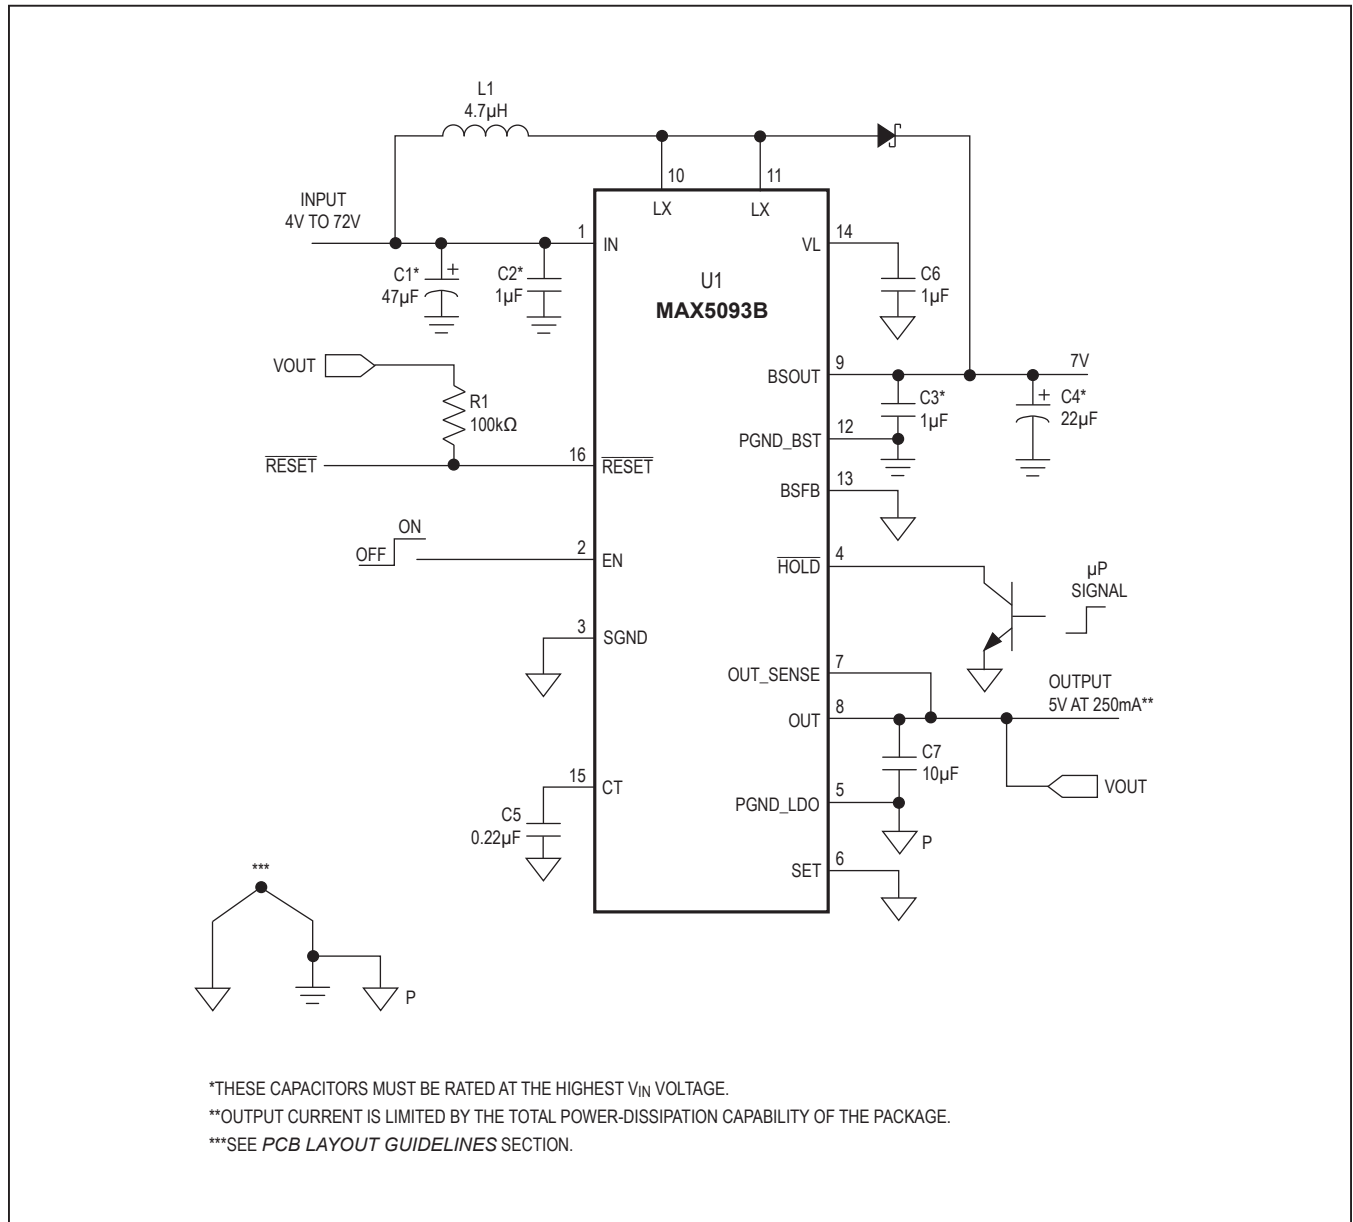 L1
4.7µH
10
11
LX
LX
INPUT
4V TO 72V
1
IN
VL
14
C1*
+
47µF
C2*
1µF
U1
MAX5093B
C6
1µF
VOUT
R1
100kΩ
BSOUT
9
7V
C3*
1µF
+
C4*
22µF
PGND_BST
12
RESET
16
RESET
BSFB
13
OFF
ON
2
EN
HOLD
4
µP
SIGNAL
3
SGND
OUT_SENSE
7
OUTPUT
5V AT 250mA**
OUT
8
C7
10µF
VOUT
15
CT
C5
0.22µF
PGND_LDO
5
P
SET
6
***
P
*THESE CAPACITORS MUST BE RATED AT THE HIGHEST VIN VOLTAGE.
**OUTPUT CURRENT IS LIMITED BY THE TOTAL POWER-DISSIPATION CAPABILITY OF THE PACKAGE.
***SEE PCB LAYOUT GUIDELINES SECTION.